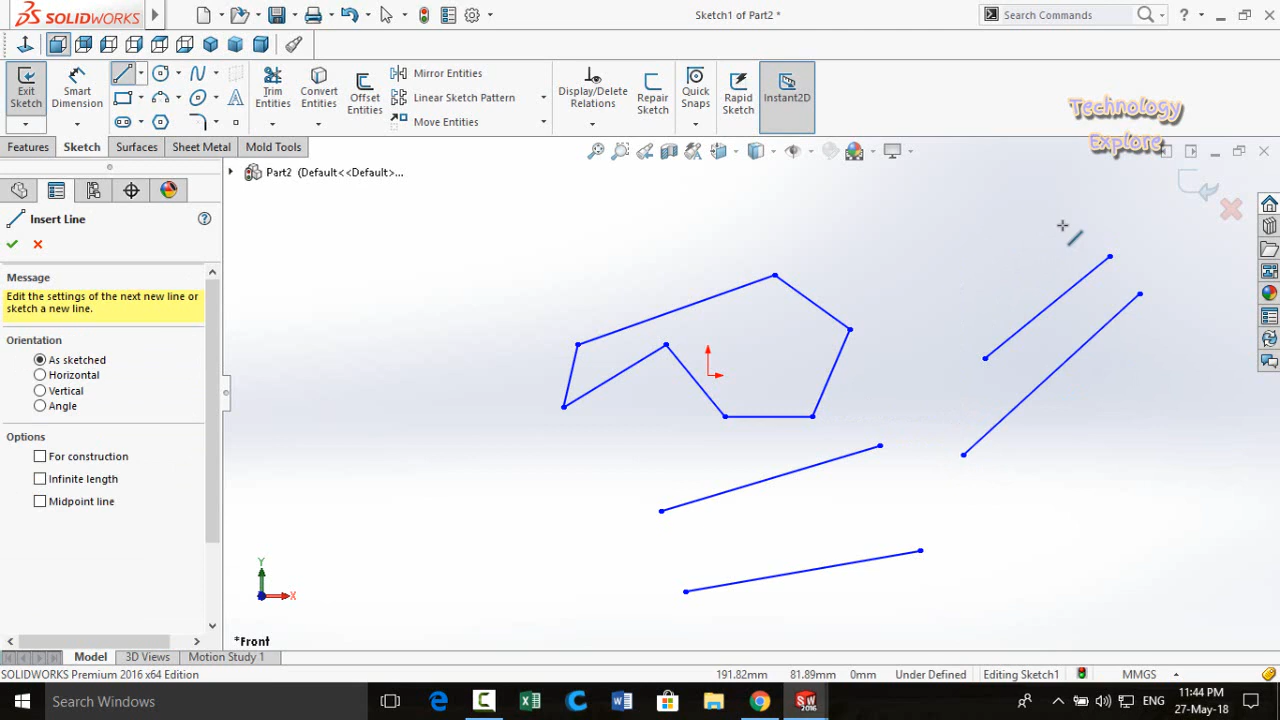 SOLIDWORKS
Sketch1 of Part2 *
Search Commands
Exit Sketch
Smart Dimension
Trim Entities
Convert Entities
Offset Entities
Mirror Entities
Linear Sketch Pattern
Move Entities
Display/Delete Relations
Repair Sketch
Quick Snaps
Rapid Sketch
Instant2D
Technology
Explore
Features
Sketch
Surfaces
Sheet Metal
Mold Tools
Part2 (Default<<Default>...
Insert Line
Message
Edit the settings of the next new line or
sketch a new line.
Orientation
As sketched
Horizontal
Vertical
Angle
Options
For construction
Infinite length
Midpoint line
Y
X
*Front
Model
3D Views
Motion Study 1
SOLIDWORKS Premium 2016 x64 Edition
191.82mm
81.89mm
0mm
Under Defined
Editing Sketch1
MMGS
Search Windows
ENG
11:44 PM
27-May-18